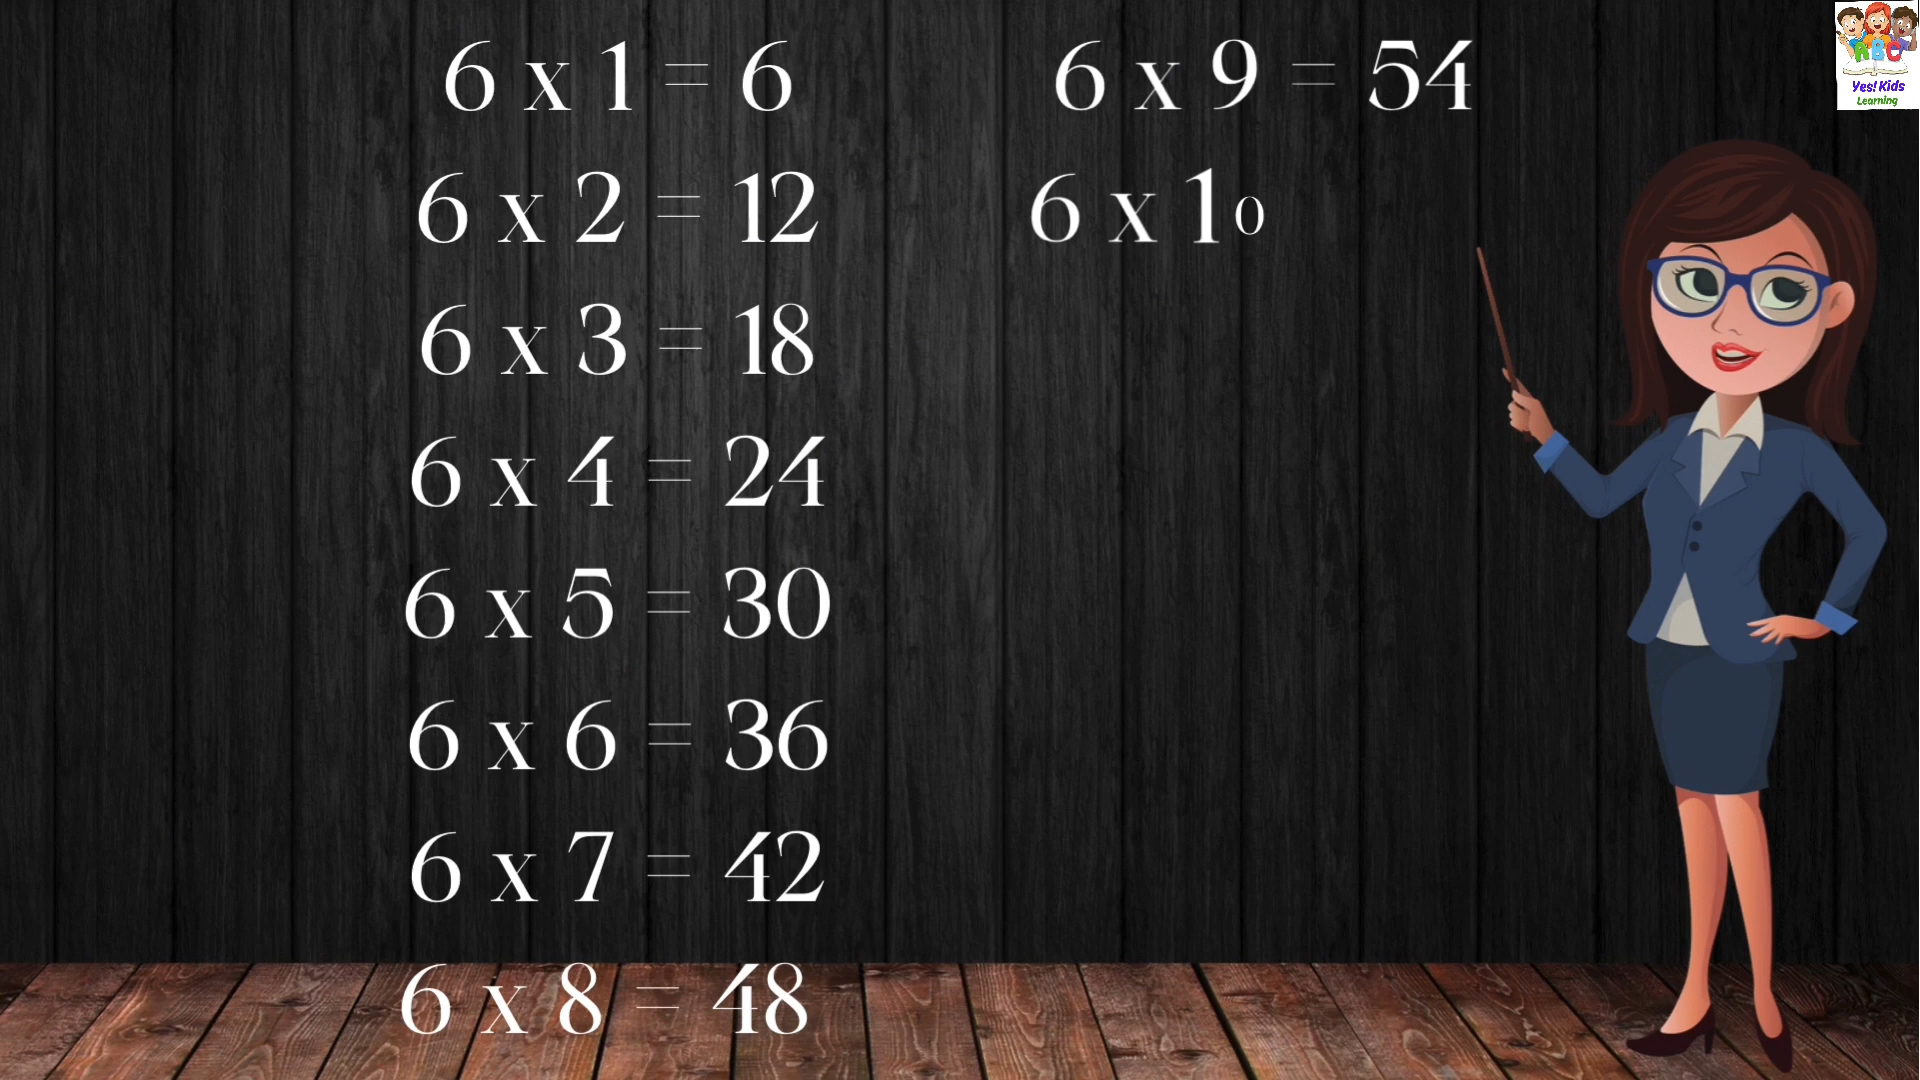 6 x 1 = 6
6 x 2 = 12
6 x 3 = 18
6 x 4 = 24
6 x 5 = 30
6 x 6 = 36
6 x 7 = 42
6 x 8 = 48
6 x 9 = 54
6 x 10
ABC
Yes! Kids
Learning